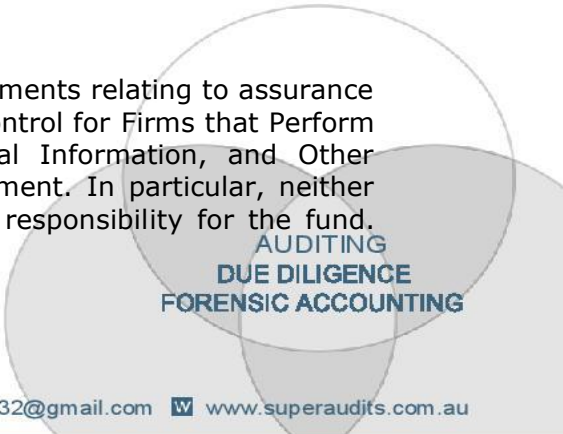 ments relating to assurance
ontrol for Firms that Perform
al Information, and Other
ment. In particular, neither
responsibility for the fund.
AUDITING
DUE DILIGENCE
FORENSIC ACCOUNTING
32@gmail.com W www.superaudits.com.au